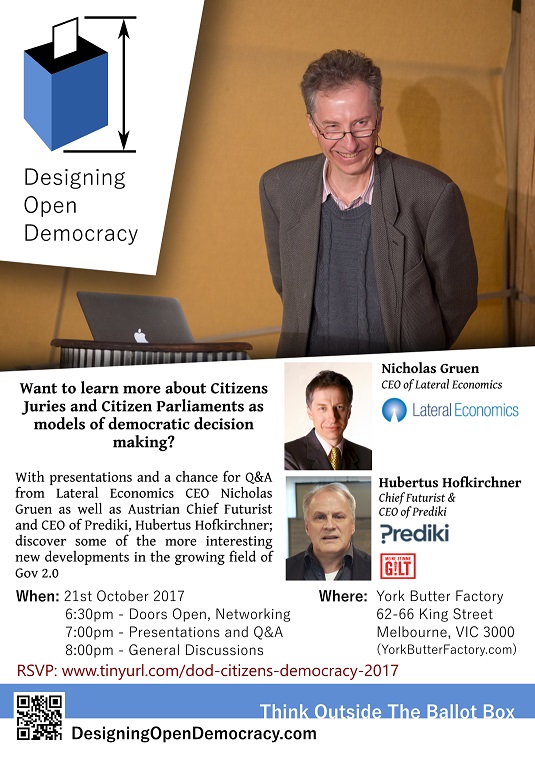 Designing
Open
Democracy
Nicholas Gruen
CEO of Lateral Economics
Lateral Economics
Want to learn more about Citizens
Juries and Citizen Parliaments as
models of democratic decision
making?
With presentations and a chance for Q&A
from Lateral Economics CEO Nicholas
Gruen as well as Austrian Chief Futurist
and CEO of Prediki, Hubertus Hofkirchner;
discover some of the more interesting
new developments in the growing field of
Gov 2.0
Hubertus Hofkirchner
Chief Futurist &
CEO of Prediki
Prediki
MEINE STIMME
G!LT
When: 21st October 2017
6:30pm - Doors Open, Networking
7:00pm - Presentations and Q&A
8:00pm - General Discussions
Where: York Butter Factory
62-66 King Street
Melbourne, VIC 3000
(YorkButterFactory.com)
RSVP: www.tinyurl.com/dod-citizens-democracy-2017
Think Outside The Ballot Box
DesigningOpenDemocracy.com